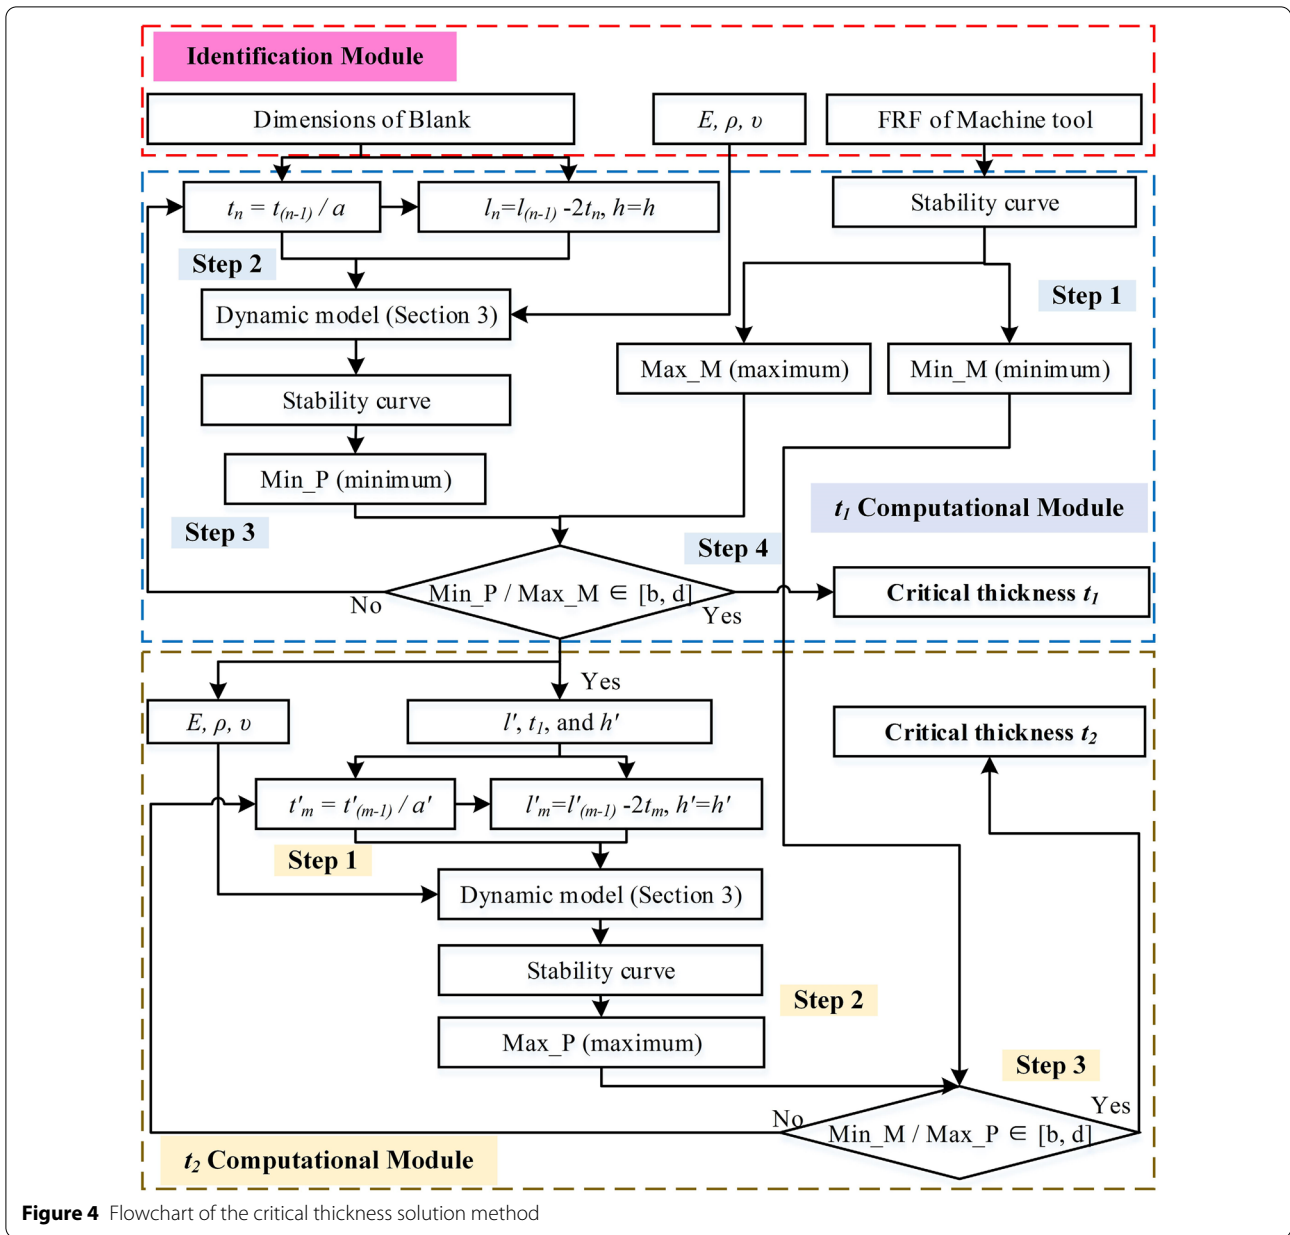 Identification Module
Dimensions of Blank
E, ρ, υ
FRF of Machine tool
tn = t(n-1) / a
ln=l(n-1) -2tn, h=h
Stability curve
Step 2
Step 1
Dynamic model (Section 3)
Max_M (maximum)
Min_M (minimum)
Stability curve
Min_P (minimum)
t1 Computational Module
Step 3
Step 4
Min_P / Max_M ∈ [b, d]
No
Yes
Critical thickness t1
Yes
E, ρ, υ
l', t1, and h'
Critical thickness t2
t'm = t'(m-1) / a'
l'm=l'(m-1) -2tm, h'=h'
Step 1
Dynamic model (Section 3)
Stability curve
Step 2
Max_P (maximum)
Step 3
No
Yes
Min_M / Max_P ∈ [b, d]
t2 Computational Module
Figure 4 Flowchart of the critical thickness solution method